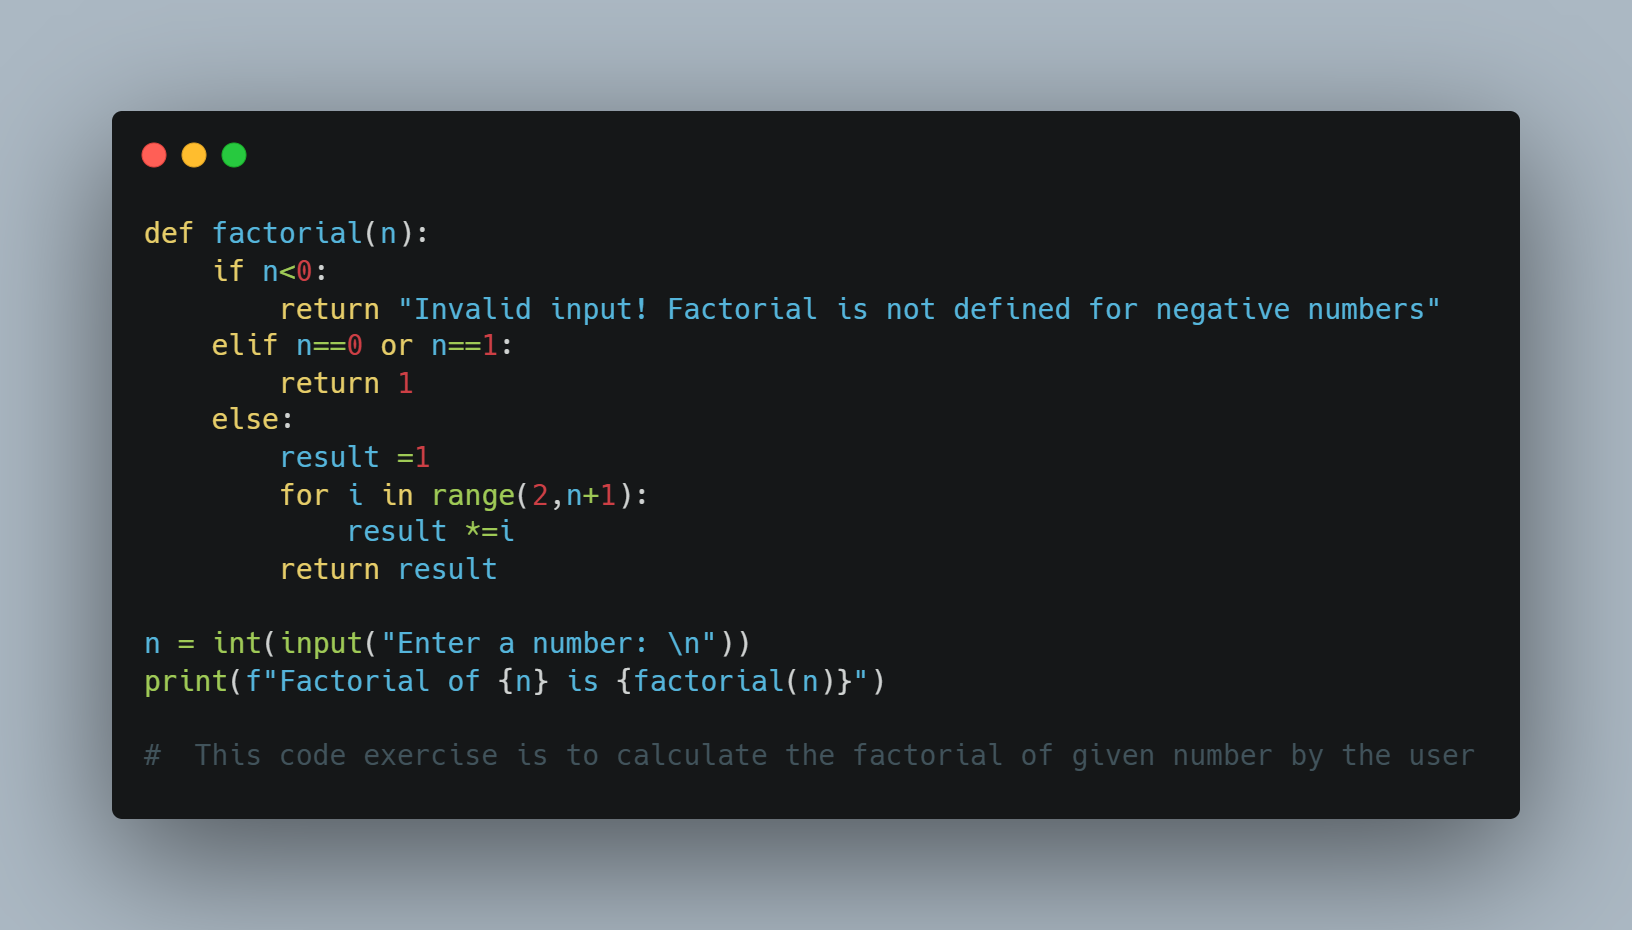 def factorial(n):
    if n<0:
        return "Invalid input! Factorial is not defined for negative numbers"
    elif n==0 or n==1:
        return 1
    else:
        result =1
        for i in range(2,n+1):
            result *=i
        return result

n = int(input("Enter a number: \n"))
print(f"Factorial of {n} is {factorial(n)}")

#  This code exercise is to calculate the factorial of given number by the user